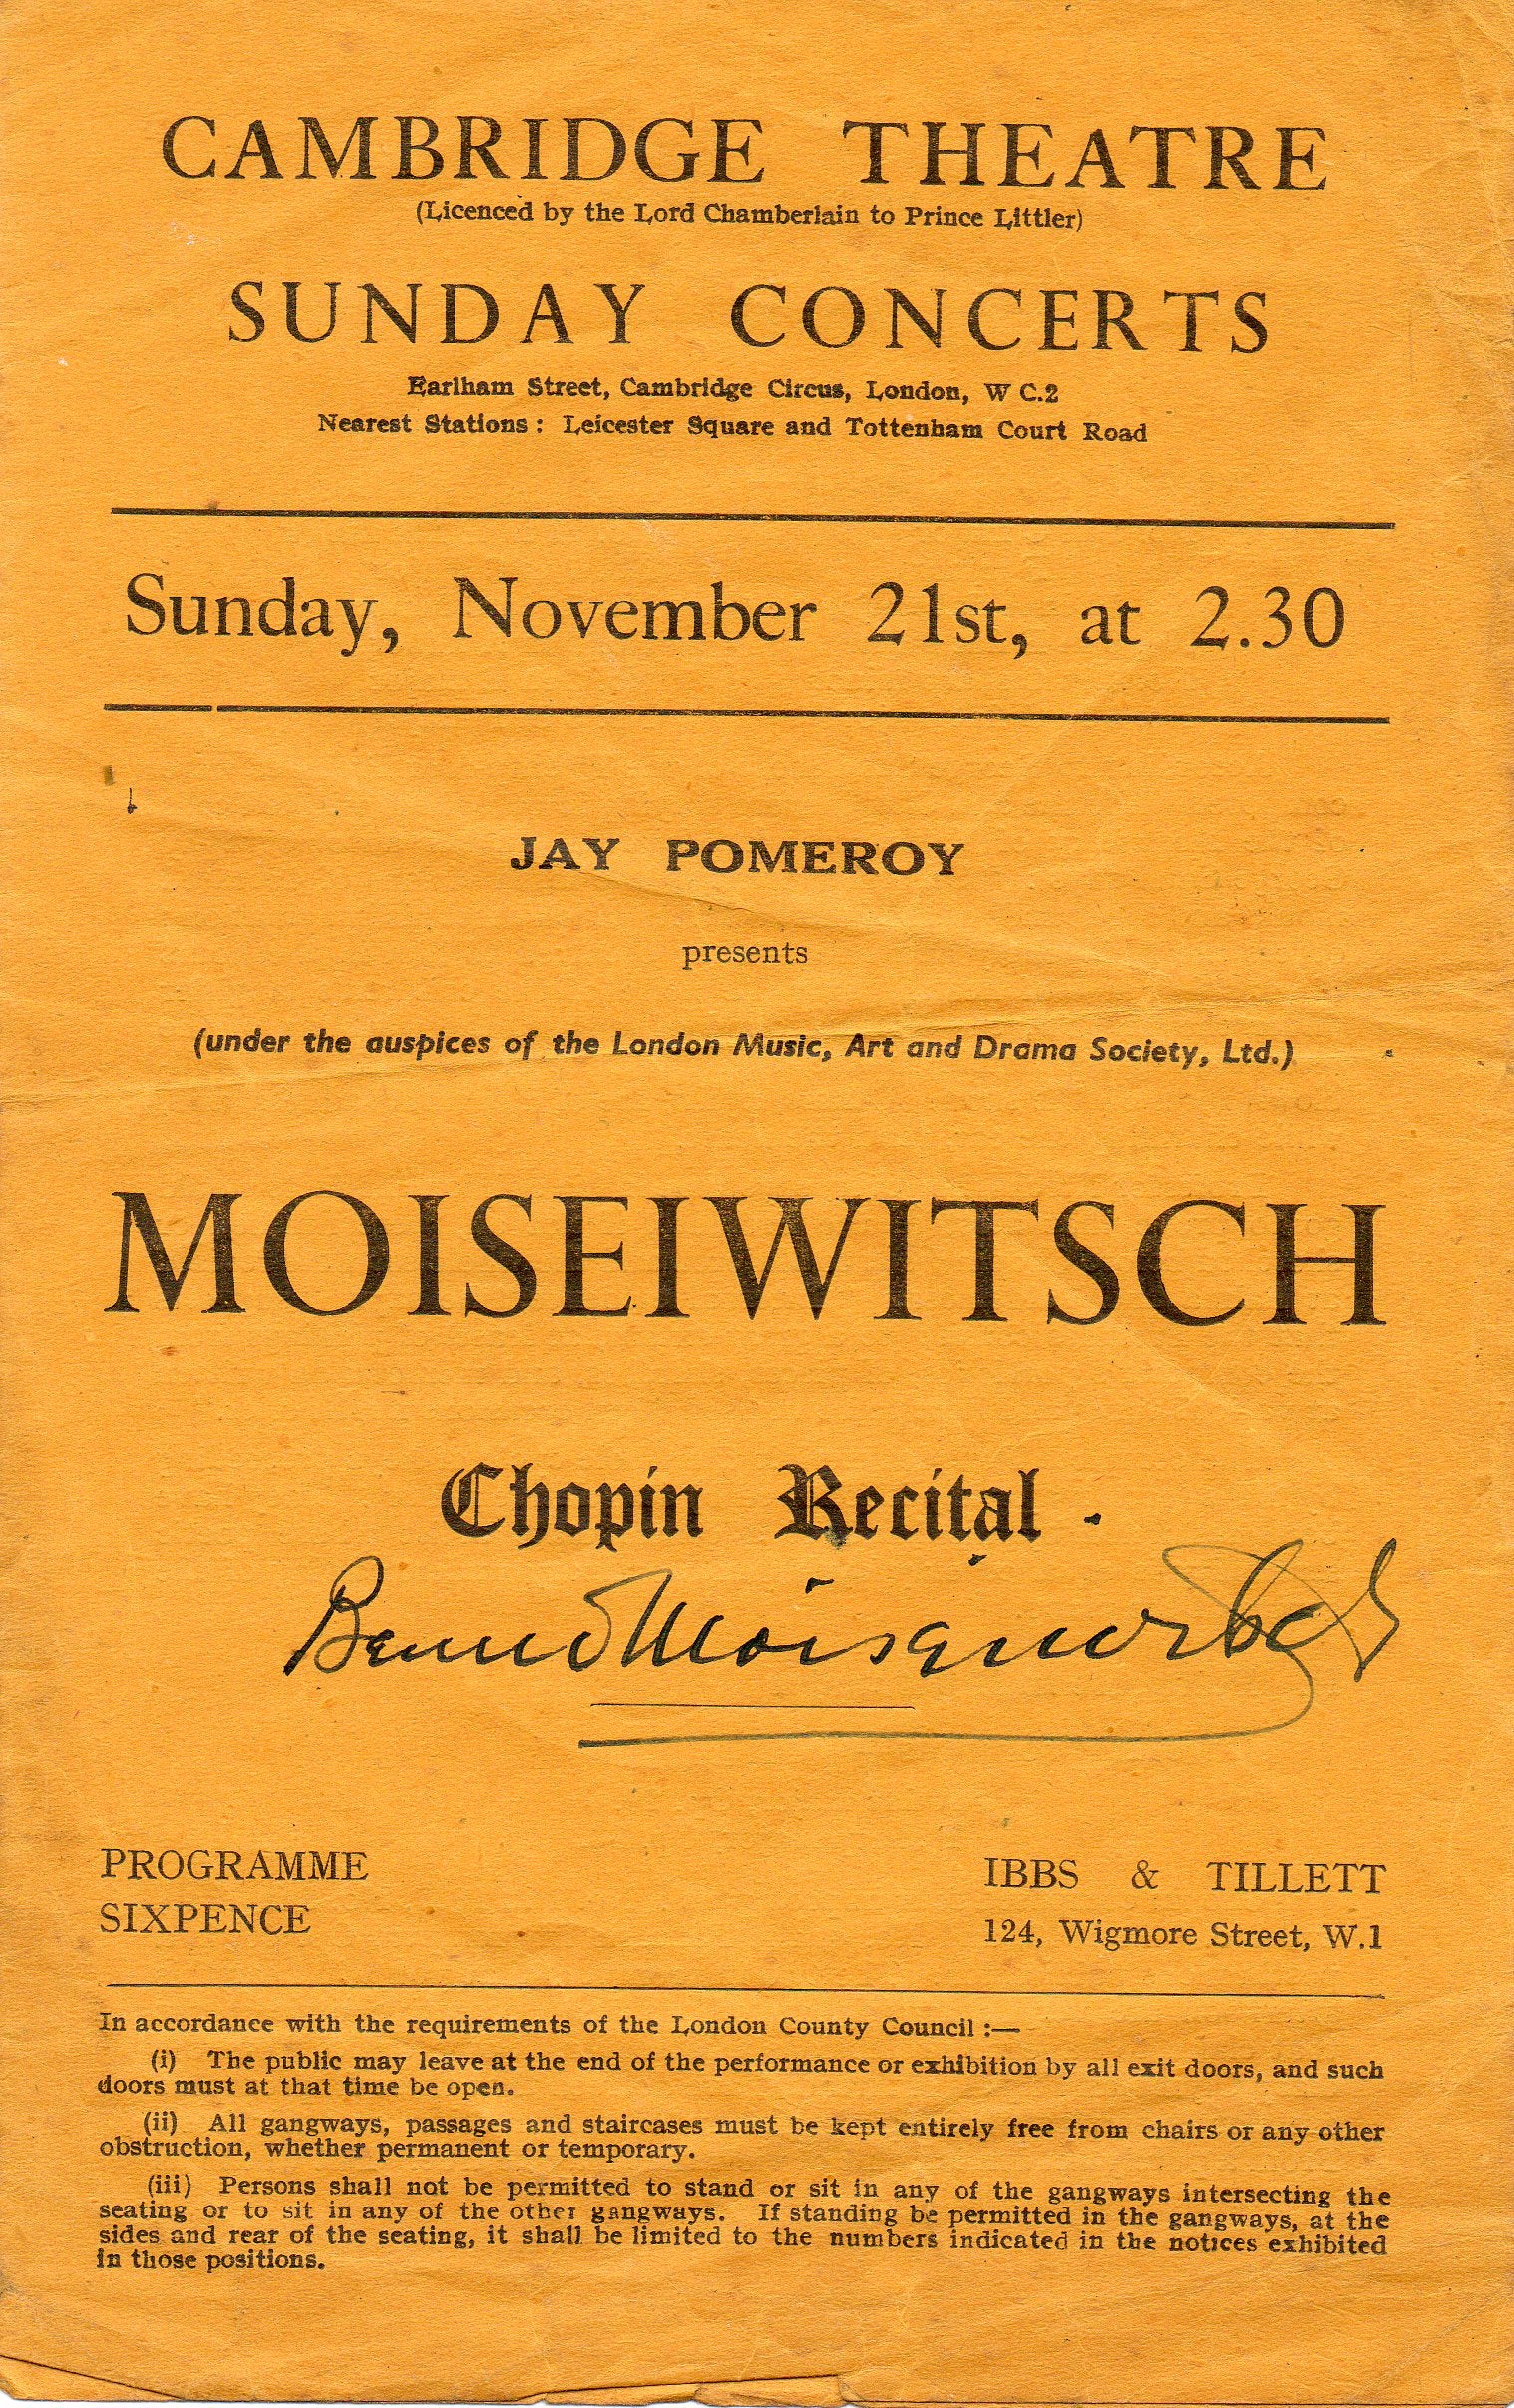 CAMBRIDGE THEATRE
(Licenced by the Lord Chamberlain to Prince Littler)
SUNDAY CONCERTS
Earlham Street, Cambridge Circus, London, W C.2
Nearest Stations : Leicester Square and Tottenham Court Road
Sunday, November 21st, at 2.30
JAY POMEROY
presents
(under the auspices of the London Music, Art and Drama Society, Ltd.)
MOISEIWITSCH
Chopin Recital
Benno Moiseiwitsch
PROGRAMME
SIXPENCE
IBBS & TILLETT
124, Wigmore Street, W.1
In accordance with the requirements of the London County Council :—
(i) The public may leave at the end of the performance or exhibition by all exit doors, and such
doors must at that time be open.
(ii) All gangways, passages and staircases must be kept entirely free from chairs or any other
obstruction, whether permanent or temporary.
(iii) Persons shall not be permitted to stand or sit in any of the gangways intersecting the
seating or to sit in any of the other gangways. If standing be permitted in the gangways, at the
sides and rear of the seating, it shall be limited to the numbers indicated in the notices exhibited
in those positions.